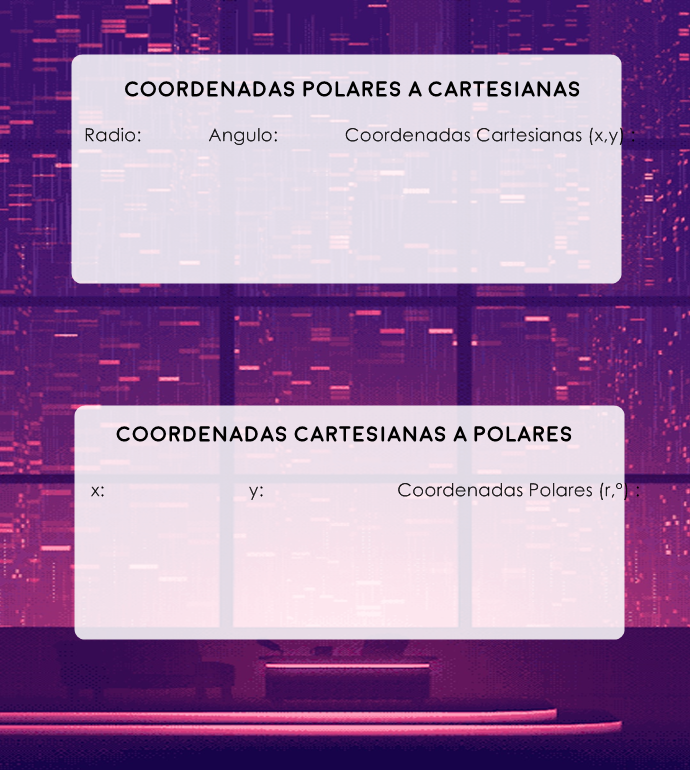 COORDENADAS POLARES A CARTESIANAS
Radio: Angulo: Coordenadas Cartesianas (x,y) :
COORDENADAS CARTESIANAS A POLARES
x: y: Coordenadas Polares (r,°) :